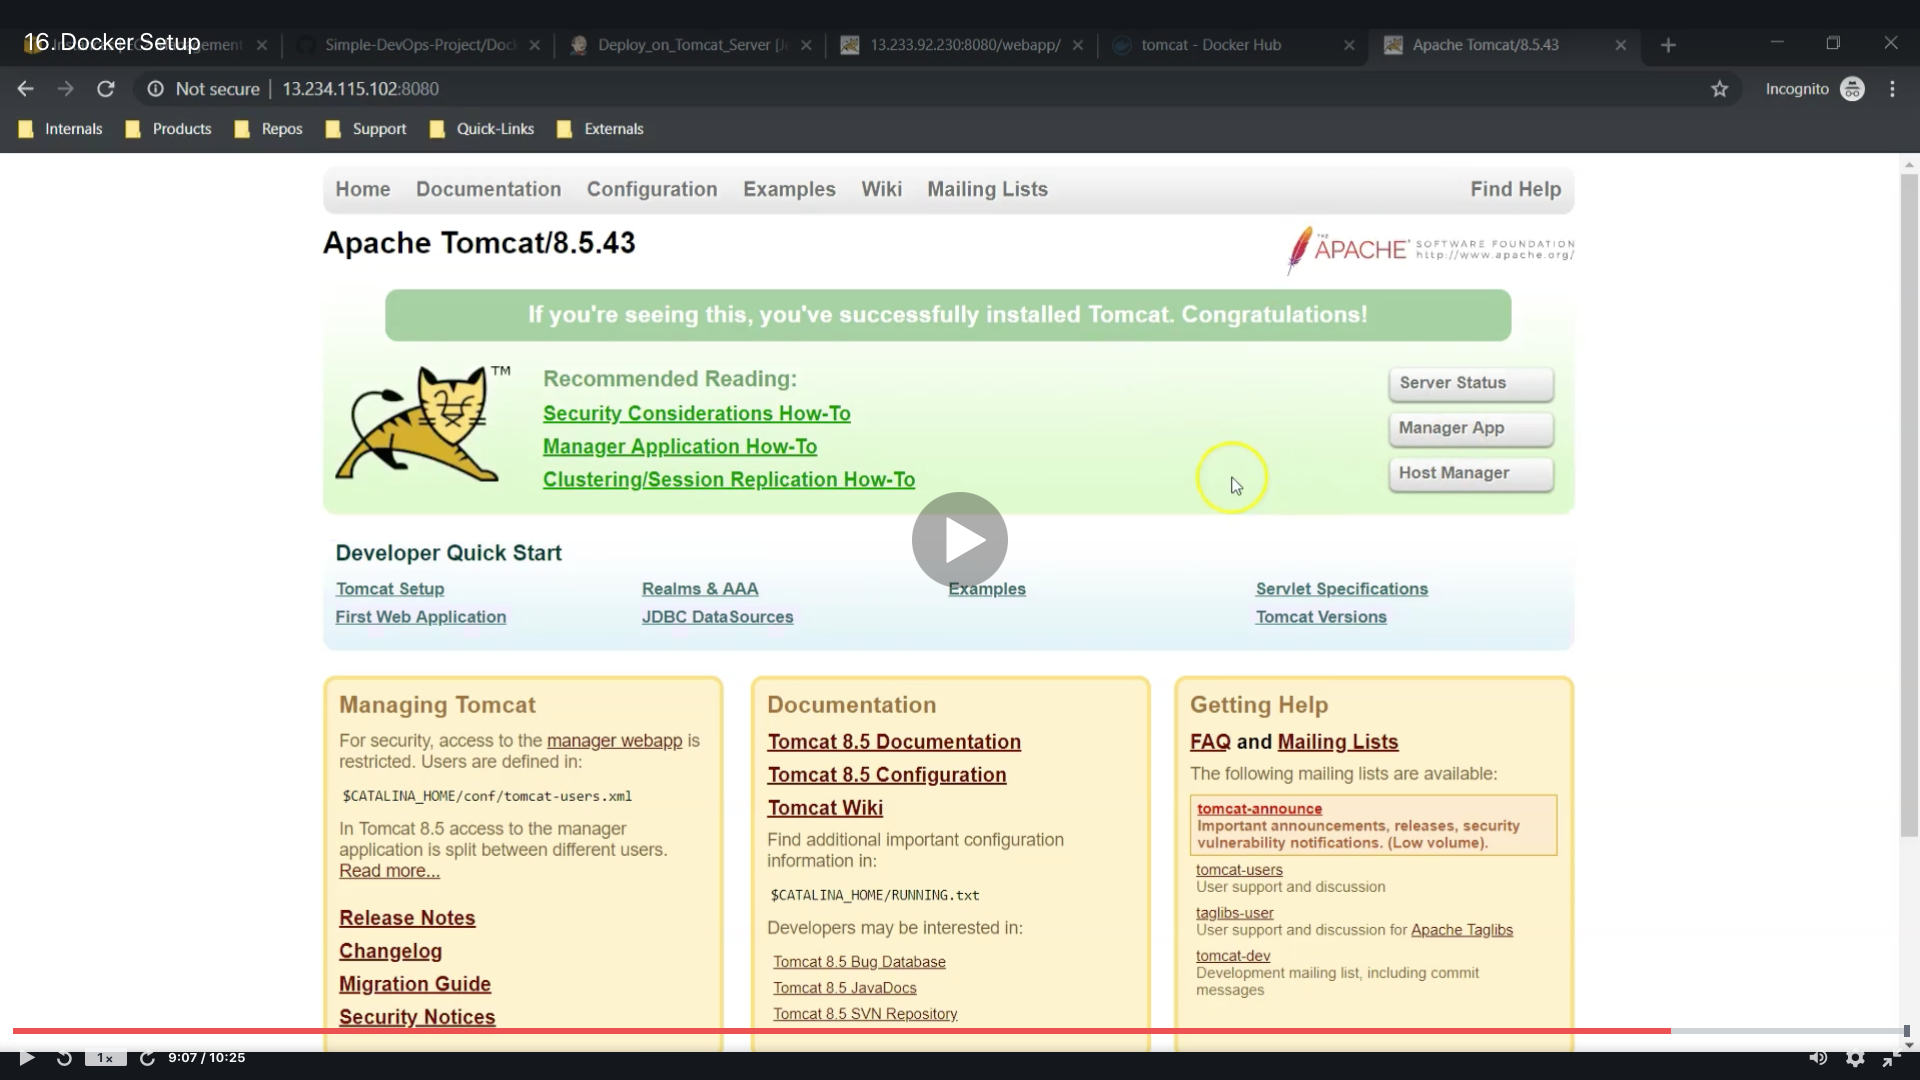 16. Docker Setup
Simple-DevOps-Project/Dock
Deploy_on_Tomcat_Server [Je
13.233.92.230:8080/webapp/
tomcat - Docker Hub
Apache Tomcat/8.5.43
Not secure
13.234.115.102:8080
Incognito
Internals
Products
Repos
Support
Quick-Links
Externals
Home
Documentation
Configuration
Examples
Wiki
Mailing Lists
Find Help
Apache Tomcat/8.5.43
THE APACHE SOFTWARE FOUNDATION
http://www.apache.org/
If you're seeing this, you've successfully installed Tomcat. Congratulations!
TM
Recommended Reading:
Security Considerations How-To
Manager Application How-To
Clustering/Session Replication How-To
Server Status
Manager App
Host Manager
Developer Quick Start
Tomcat Setup
First Web Application
Realms & AAA
JDBC DataSources
Examples
Servlet Specifications
Tomcat Versions
Managing Tomcat
For security, access to the manager webapp is
restricted. Users are defined in:
$CATALINA_HOME/conf/tomcat-users.xml
In Tomcat 8.5 access to the manager
application is split between different users.
Read more...
Release Notes
Changelog
Migration Guide
Security Notices
Documentation
Tomcat 8.5 Documentation
Tomcat 8.5 Configuration
Tomcat Wiki
Find additional important configuration
information in:
$CATALINA_HOME/RUNNING.txt
Developers may be interested in:
Tomcat 8.5 Bug Database
Tomcat 8.5 JavaDocs
Tomcat 8.5 SVN Repository
Getting Help
FAQ and Mailing Lists
The following mailing lists are available:
tomcat-announce
Important announcements, releases, security
vulnerability notifications. (Low volume).
tomcat-users
User support and discussion
taglibs-user
User support and discussion for Apache Taglibs
tomcat-dev
Development mailing list, including commit
messages
1x
9:07 / 10:25